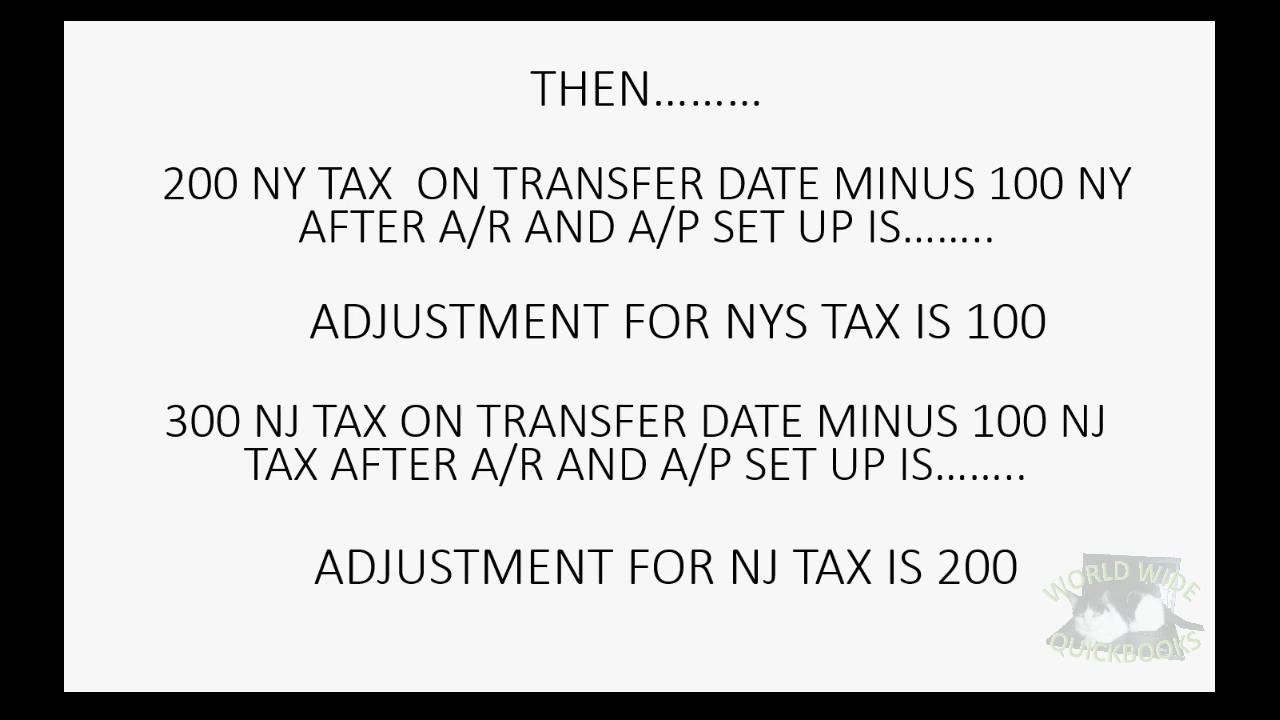 THEN.........
200 NY TAX  ON TRANSFER DATE MINUS 100 NY
AFTER A/R AND A/P SET UP IS........
ADJUSTMENT FOR NYS TAX IS 100
300 NJ TAX ON TRANSFER DATE MINUS 100 NJ
TAX AFTER A/R AND A/P SET UP IS........
ADJUSTMENT FOR NJ TAX IS 200
WORLD WIDE
QUICKBOOKS